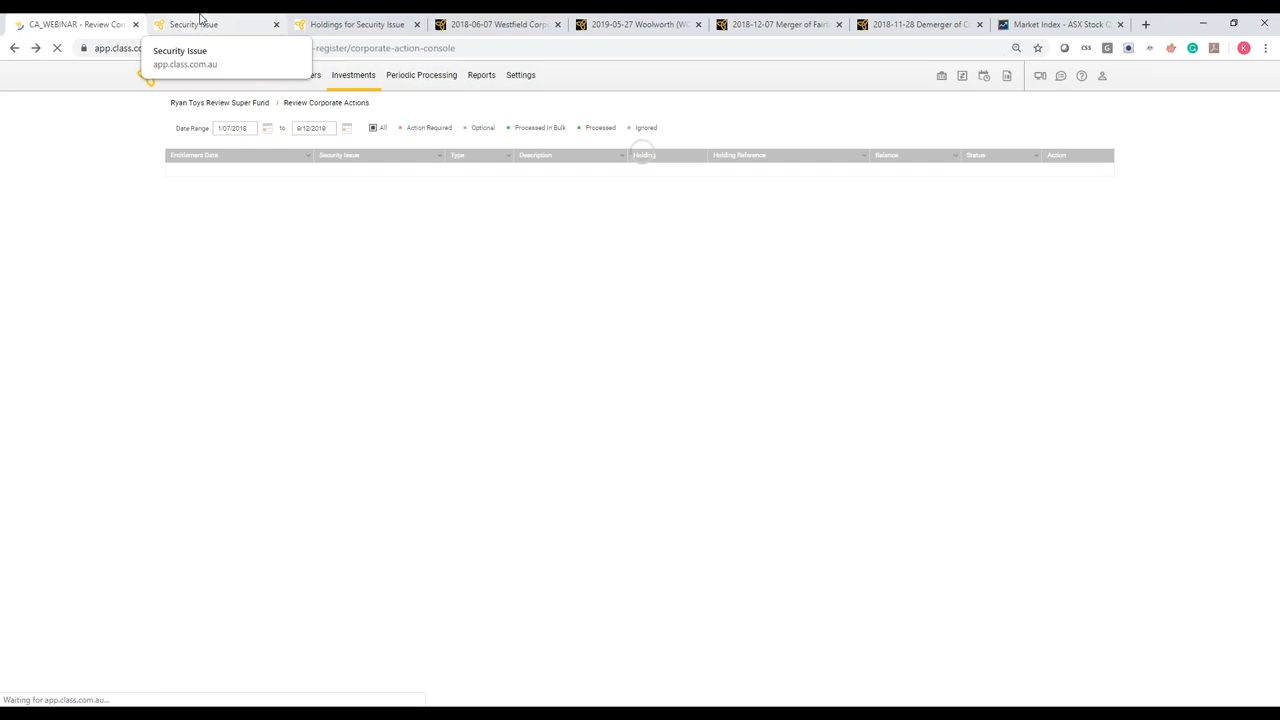 CA_WEBINAR - Review Cor
Security Issue
Holdings for Security Issue
2018-06-07 Westfield Corp
2019-05-27 Woolworth (W
2018-12-07 Merger of Fairf
2018-11-28 Demerger of C
Market Index - ASX Stock C
app.class.co
-register/corporate-action-console
Security Issue
app.class.com.au
ers
Investments
Periodic Processing
Reports
Settings
Ryan Toys Review Super Fund / Review Corporate Actions
Date Range 1/07/2018 to 9/12/2019 All Action Required Optional Processed In Bulk Processed Ignored
Entitlement Date Security Issue Type Description Holding Holding Reference Balance Status Action
Waiting for app.class.com.au...